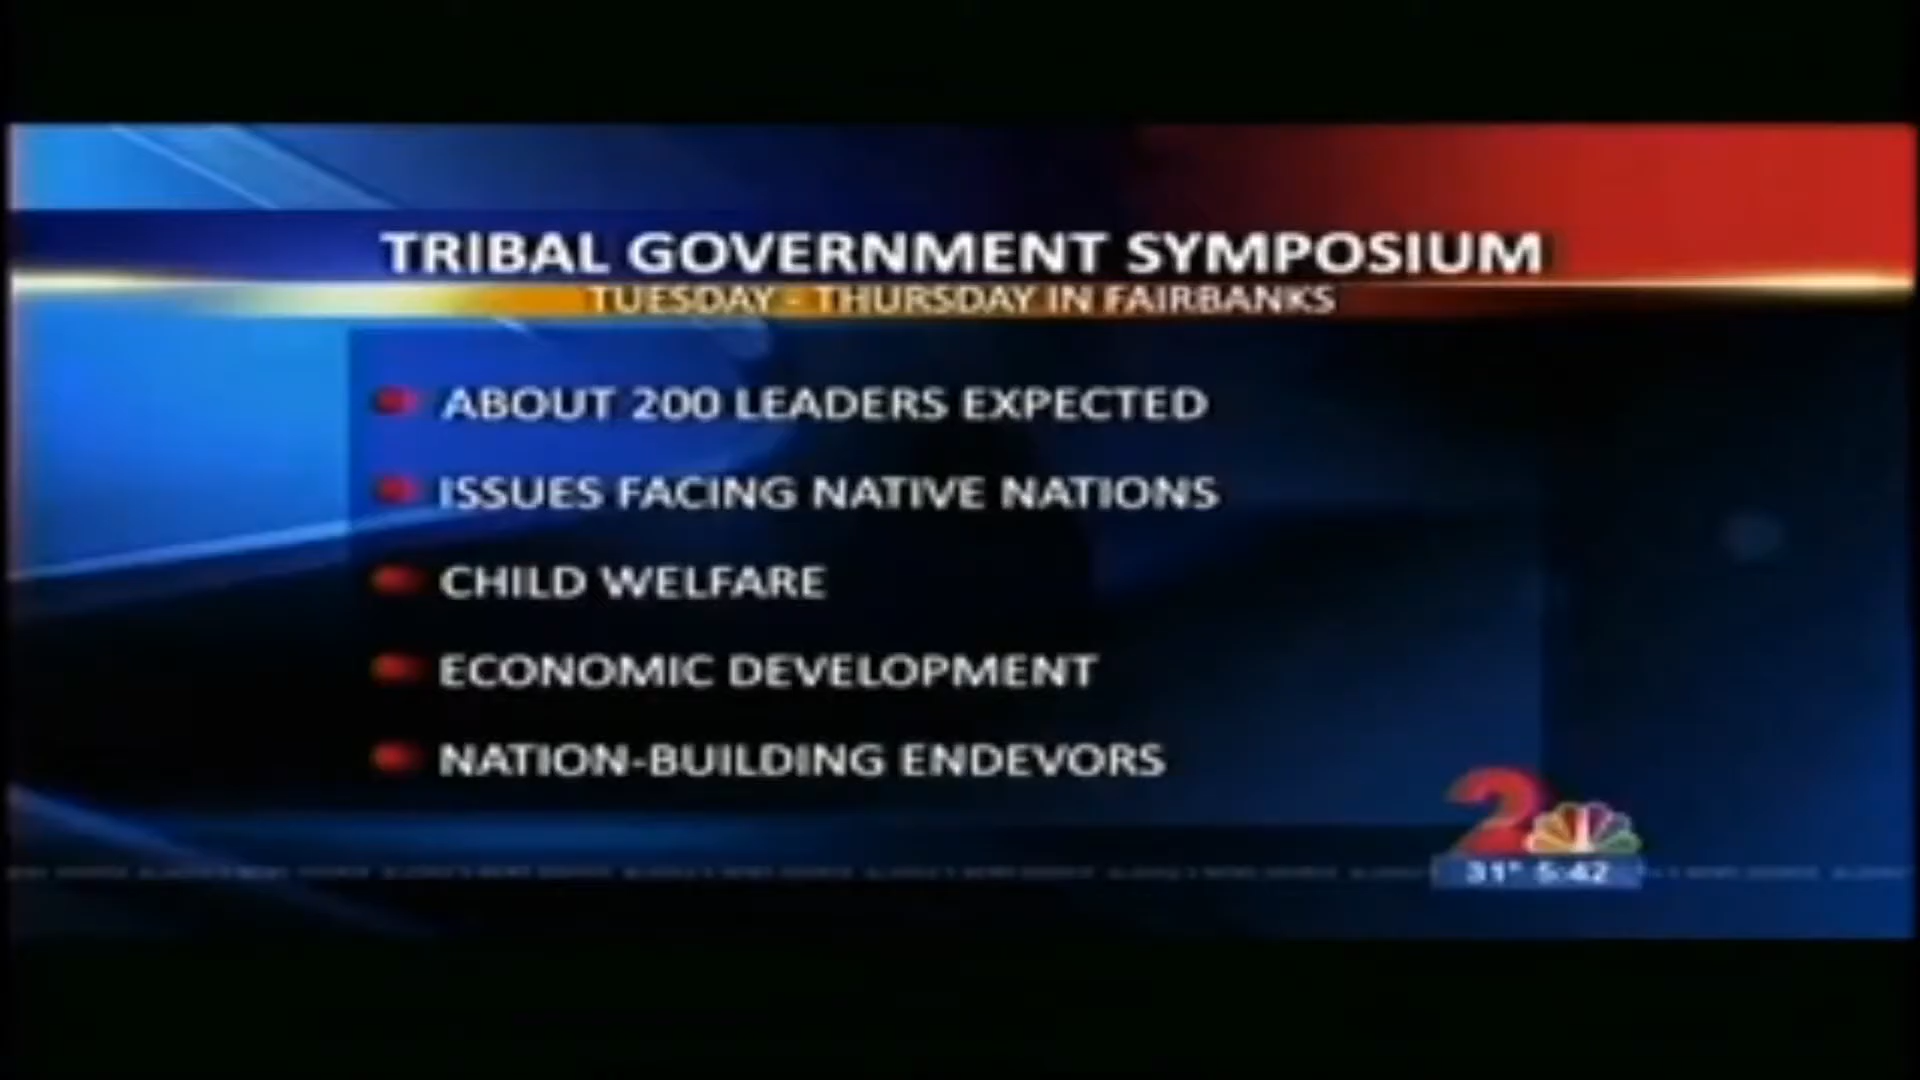 TRIBAL GOVERNMENT SYMPOSIUM
TUESDAY - THURSDAY IN FAIRBANKS
ABOUT 200 LEADERS EXPECTED
ISSUES FACING NATIVE NATIONS
CHILD WELFARE
ECONOMIC DEVELOPMENT
NATION-BUILDING ENDEVORS
2
31° 5:42